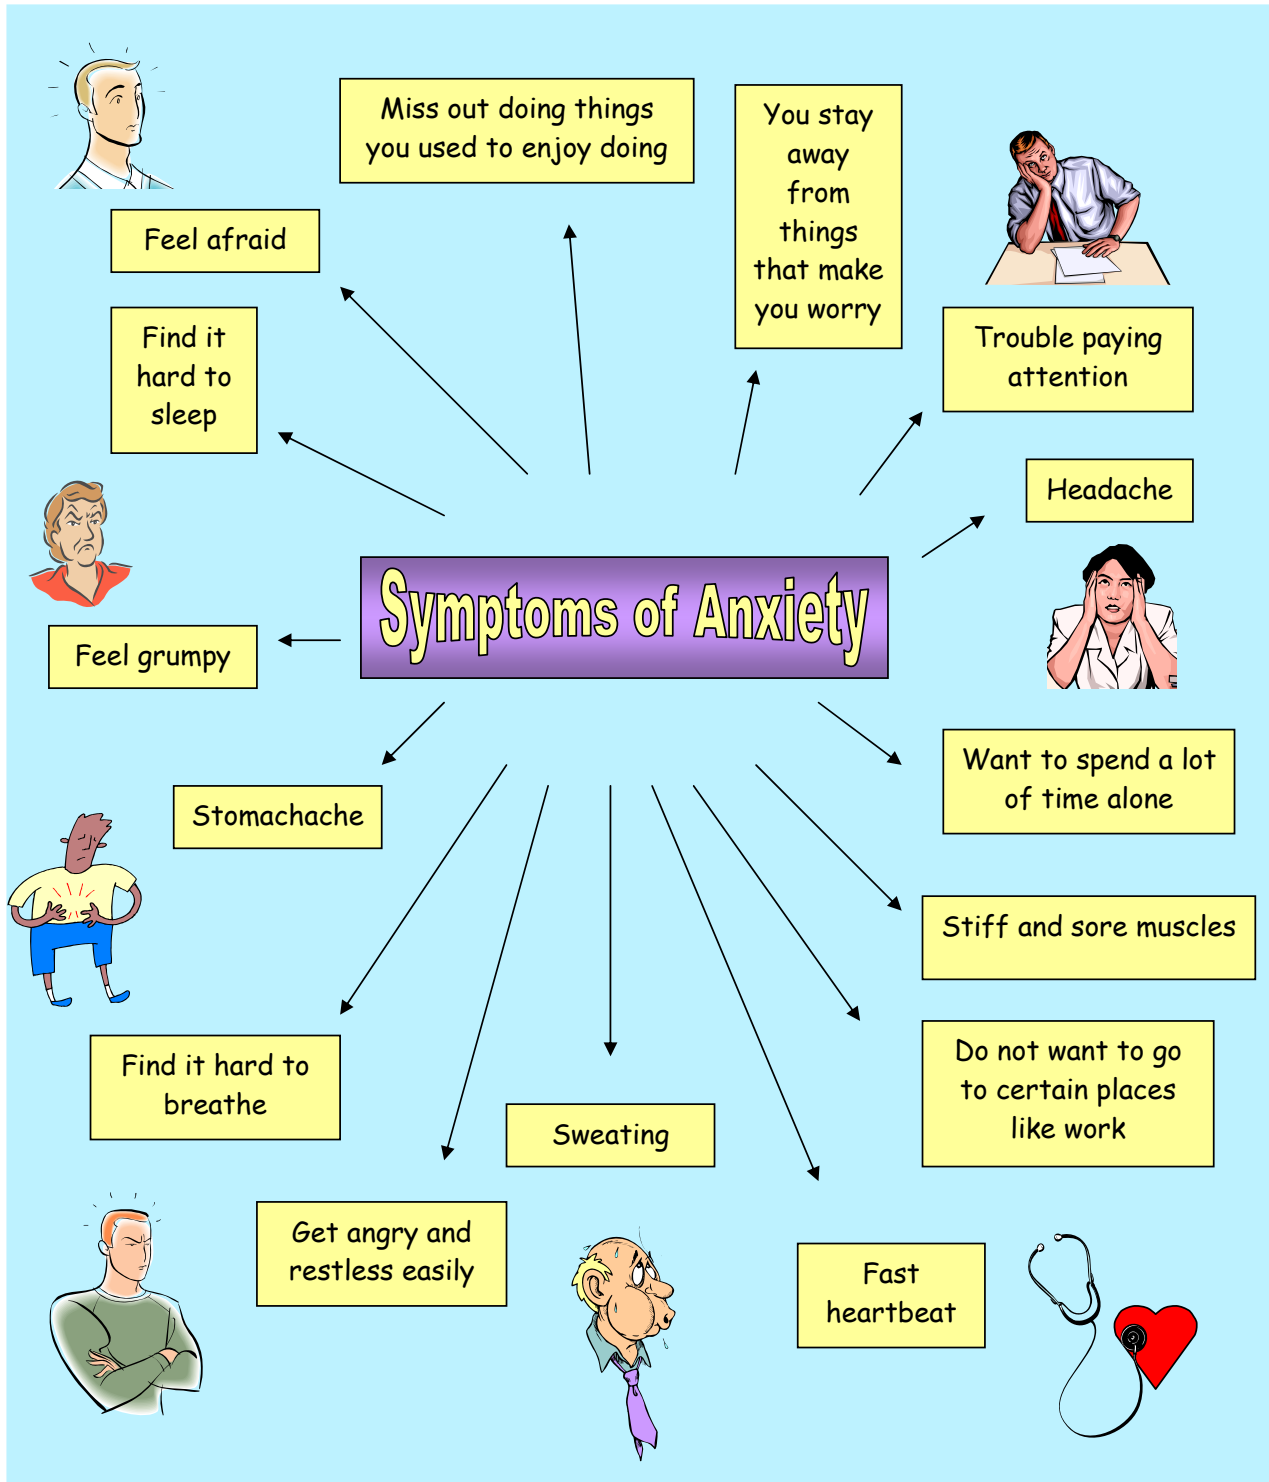 Miss out doing things
you used to enjoy doing
You stay
away
from
things
that make
you worry
Feel afraid
Find it
hard to
sleep
Trouble paying
attention
Headache
Symptoms of Anxiety
Feel grumpy
Want to spend a lot
of time alone
Stomachache
Stiff and sore muscles
Find it hard to
breathe
Do not want to go
to certain places
like work
Sweating
Get angry and
restless easily
Fast
heartbeat